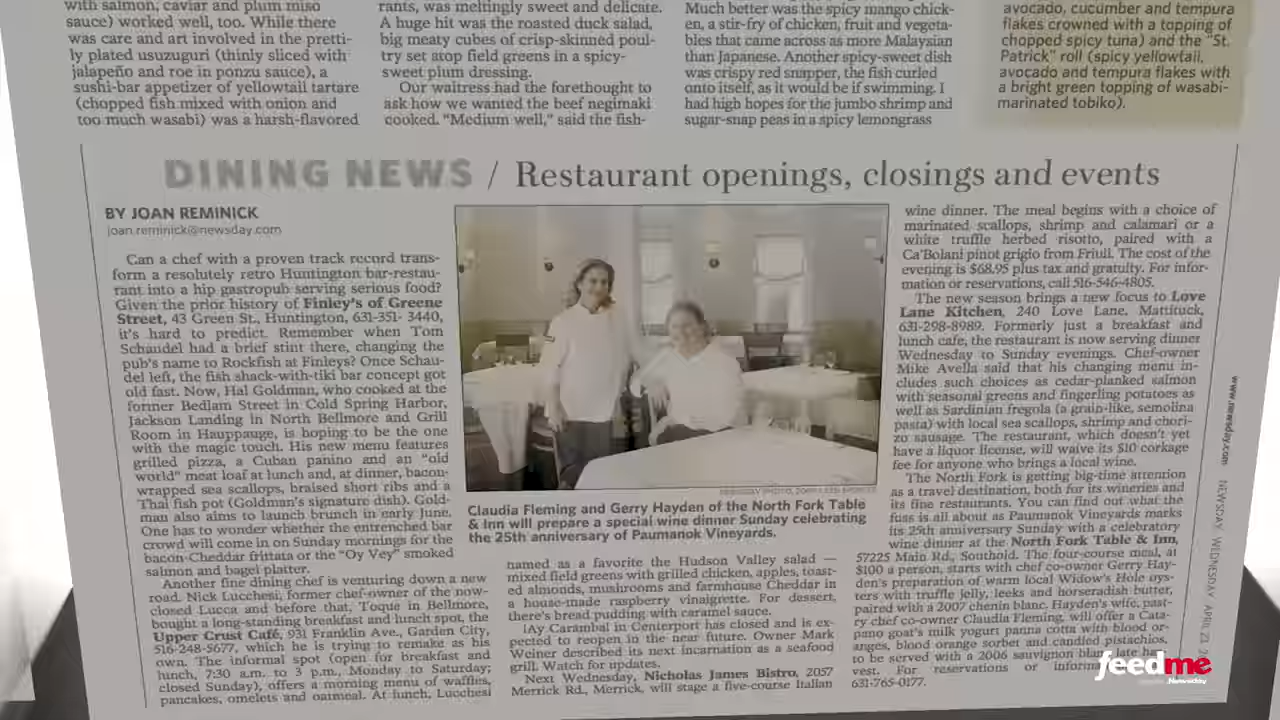 with salmon, caviar and plum miso
sauce) worked well, too. While there
was care and art involved in the pretti-
ly plated usuzuguri (thinly sliced with
jalapeño and roe in ponzu sauce), a
sushi-bar appetizer of yellowtail tartare
(chopped fish mixed with onion and
too much wasabi) was a harsh-flavored
rants, was meltingly sweet and delicate.
A huge hit was the roasted duck salad,
big meaty cubes of crisp-skinned poul-
try set atop field greens in a spicy-
sweet plum dressing.
Our waitress had the forethought to
ask how we wanted the beef negimaki
cooked. “Medium well,” said the fish-
Much better was the spicy mango chick-
en, a stir-fry of chicken, fruit and vegeta-
bles that came across as more Malaysian
than Japanese. Another spicy-sweet dish
was crispy red snapper, the fish curled
onto itself, as it would be if swimming. I
had high hopes for the jumbo shrimp and
sugar-snap peas in a spicy lemongrass
avocado, cucumber and tempura
flakes crowned with a topping of
chopped spicy tuna) and the “St.
Patrick” roll (spicy yellowtail,
avocado and tempura flakes with
a bright green topping of wasabi-
marinated tobiko).
DINING NEWS / Restaurant openings, closings and events
BY JOAN REMINICK
joan.reminick@newsday.com
Can a chef with a proven track record trans-
form a resolutely retro Huntington bar-restau-
rant into a hip gastropub serving serious food?
Given the prior history of Finley’s of Greene
Street, 43 Green St., Huntington, 631-351- 3440,
it’s hard to predict. Remember when Tom
Schaudel had a brief stint there, changing the
pub’s name to Rockfish at Finleys? Once Schau-
del left, the fish shack-with-tiki bar concept got
old fast. Now, Hal Goldman, who cooked at the
former Bedlam Street in Cold Spring Harbor,
Jackson Landing in North Bellmore and Grill
Room in Hauppauge, is hoping to be the one
with the magic touch. His new menu features
grilled pizza, a Cuban panino and an “old
world” meat loaf at lunch and, at dinner, bacon-
wrapped sea scallops, braised short ribs and a
Thai fish pot (Goldman’s signature dish). Gold-
man also aims to launch brunch in early June.
One has to wonder whether the entrenched bar
crowd will come in on Sunday mornings for the
bacon-Cheddar frittata or the “Oy Vey” smoked
salmon and bagel platter.
Another fine dining chef is venturing down a new
road. Nick Lucchesi, former chef-owner of the now-
closed Lucca and before that, Toque in Bellmore,
bought a long-standing breakfast and lunch spot, the
Upper Crust Café, 931 Franklin Ave., Garden City,
516-248-5677, which he is trying to remake as his
own. The informal spot (open for breakfast and
lunch, 7:30 a.m. to 3 p.m., Monday to Saturday;
closed Sunday), offers a morning menu of waffles,
pancakes, omelets and oatmeal. At lunch, Lucchesi
Claudia Fleming and Gerry Hayden of the North Fork Table
& Inn will prepare a special wine dinner Sunday celebrating
the 25th anniversary of Paumanok Vineyards.
named as a favorite the Hudson Valley salad —
mixed field greens with grilled chicken, apples, toast-
ed almonds, mushrooms and farmhouse Cheddar in
a house-made raspberry vinaigrette. For dessert,
there’s bread pudding with caramel sauce.
¡Ay Caramba! in Centerport has closed and is ex-
pected to reopen in the near future. Owner Mark
Weiner described its next incarnation as a seafood
grill. Watch for updates.
Next Wednesday, Nicholas James Bistro, 2057
Merrick Rd., Merrick, will stage a five-course Italian
wine dinner. The meal begins with a choice of
marinated scallops, shrimp and calamari or a
white truffle herbed risotto, paired with a
Ca’Bolani pinot grigio from Friuli. The cost of the
evening is $68.95 plus tax and gratuity. For infor-
mation or reservations, call 516-546-4805.
The new season brings a new focus to Love
Lane Kitchen, 240 Love Lane, Mattituck,
631-298-8989. Formerly just a breakfast and
lunch cafe, the restaurant is now serving dinner
Wednesday to Sunday evenings. Chef-owner
Mike Avella said that his changing menu in-
cludes such choices as cedar-planked salmon
with seasonal greens and fingerling potatoes as
well as Sardinian fregola (a grain-like, semolina
pasta) with local sea scallops, shrimp and chori-
zo sausage. The restaurant, which doesn’t yet
have a liquor license, will waive its $10 corkage
fee for anyone who brings a local wine.
The North Fork is getting big-time attention
as a travel destination, both for its wineries and
its fine restaurants. You can find out what the
fuss is all about as Paumanok Vineyards marks
its 25th anniversary Sunday with a celebratory
wine dinner at the North Fork Table & Inn,
57225 Main Rd., Southold. The four-course meal, at
$100 a person, starts with chef co-owner Gerry Hay-
den’s preparation of warm local Widow’s Hole oys-
ters with truffle jelly, leeks and horseradish butter,
paired with a 2007 chenin blanc. Hayden’s wife, past-
ry chef co-owner Claudia Fleming, will offer a Cata-
pano goat’s milk yogurt panna cotta with blood or-
anges, blood orange sorbet and candied pistachios,
to be served with a 2006 sauvignon blanc late har-
vest. For reservations or
631-765-0177.
www.newsday.com
NEWSDAY, WEDNESDAY, APRIL 23
feedme
Newsday